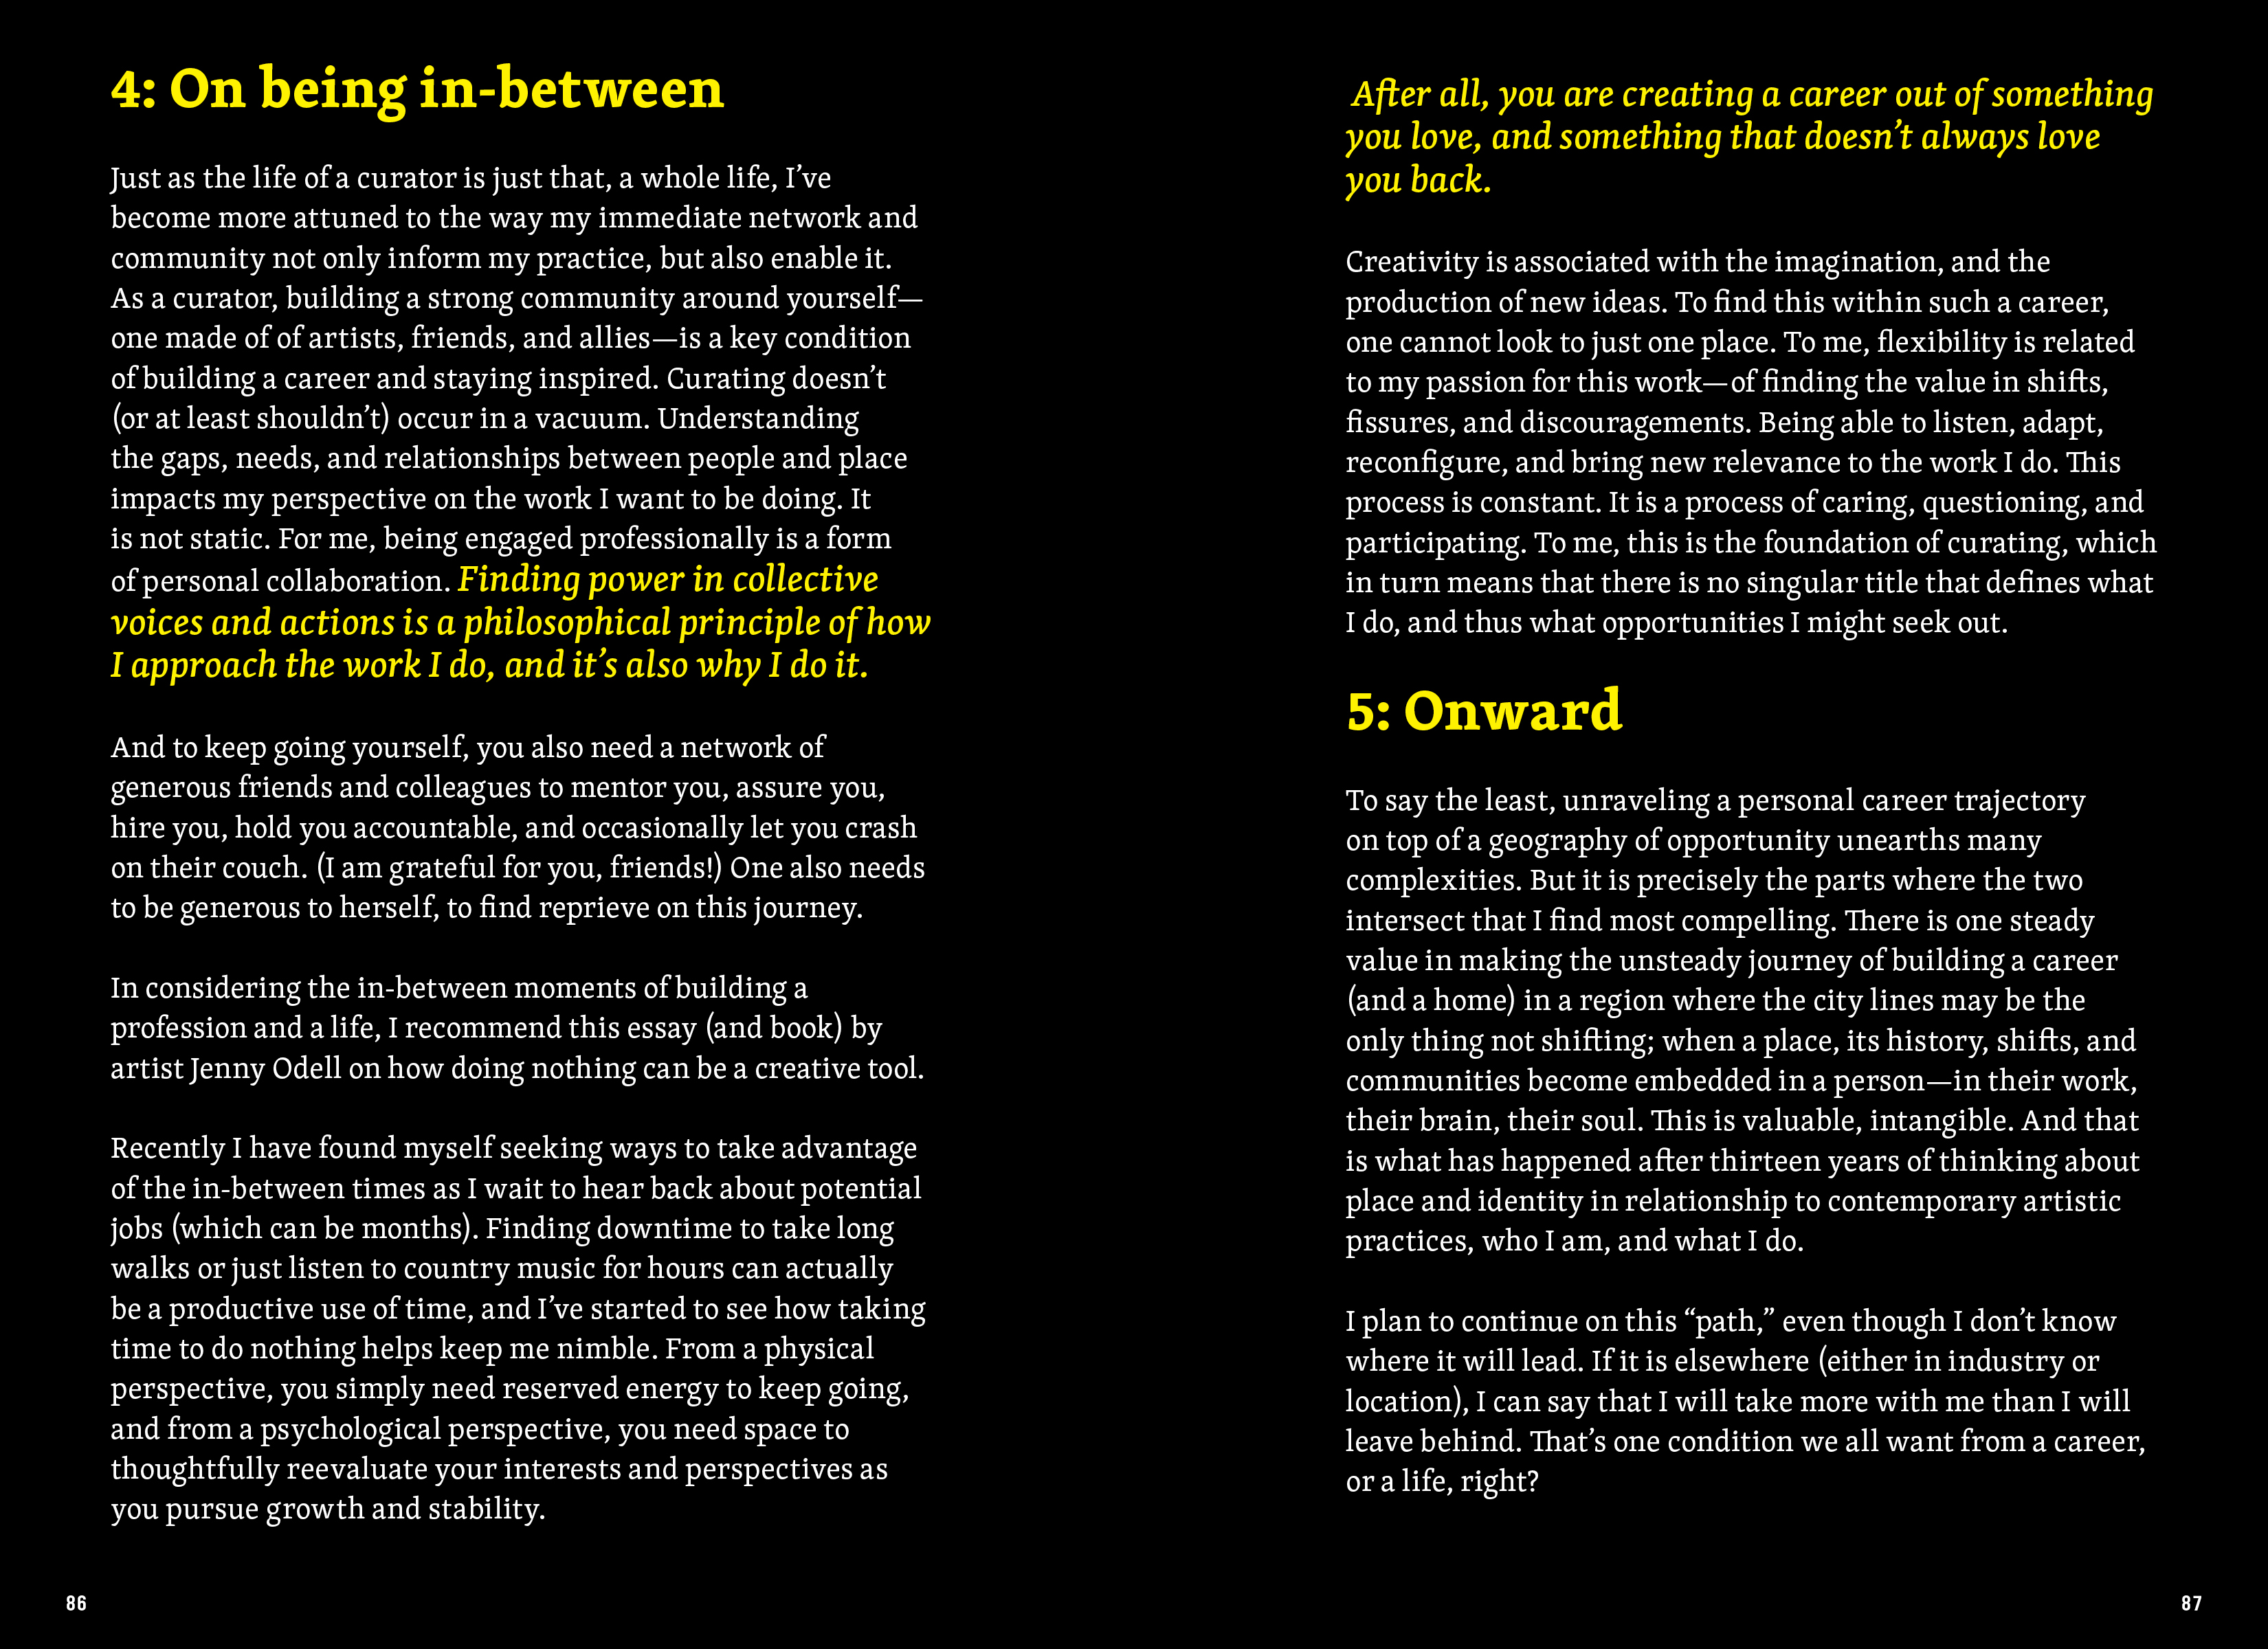 4: On being in-between
Just as the life of a curator is just that, a whole life, I’ve
become more attuned to the way my immediate network and
community not only inform my practice, but also enable it.
As a curator, building a strong community around yourself—
one made of of artists, friends, and allies—is a key condition
of building a career and staying inspired. Curating doesn’t
(or at least shouldn’t) occur in a vacuum. Understanding
the gaps, needs, and relationships between people and place
impacts my perspective on the work I want to be doing. It
is not static. For me, being engaged professionally is a form
of personal collaboration. Finding power in collective
voices and actions is a philosophical principle of how
I approach the work I do, and it’s also why I do it.
And to keep going yourself, you also need a network of
generous friends and colleagues to mentor you, assure you,
hire you, hold you accountable, and occasionally let you crash
on their couch. (I am grateful for you, friends!) One also needs
to be generous to herself, to find reprieve on this journey.
In considering the in-between moments of building a
profession and a life, I recommend this essay (and book) by
artist Jenny Odell on how doing nothing can be a creative tool.
Recently I have found myself seeking ways to take advantage
of the in-between times as I wait to hear back about potential
jobs (which can be months). Finding downtime to take long
walks or just listen to country music for hours can actually
be a productive use of time, and I’ve started to see how taking
time to do nothing helps keep me nimble. From a physical
perspective, you simply need reserved energy to keep going,
and from a psychological perspective, you need space to
thoughtfully reevaluate your interests and perspectives as
you pursue growth and stability.
86
After all, you are creating a career out of something
you love, and something that doesn’t always love
you back.
Creativity is associated with the imagination, and the
production of new ideas. To find this within such a career,
one cannot look to just one place. To me, flexibility is related
to my passion for this work—of finding the value in shifts,
fissures, and discouragements. Being able to listen, adapt,
reconfigure, and bring new relevance to the work I do. This
process is constant. It is a process of caring, questioning, and
participating. To me, this is the foundation of curating, which
in turn means that there is no singular title that defines what
I do, and thus what opportunities I might seek out.
5: Onward
To say the least, unraveling a personal career trajectory
on top of a geography of opportunity unearths many
complexities. But it is precisely the parts where the two
intersect that I find most compelling. There is one steady
value in making the unsteady journey of building a career
(and a home) in a region where the city lines may be the
only thing not shifting; when a place, its history, shifts, and
communities become embedded in a person—in their work,
their brain, their soul. This is valuable, intangible. And that
is what has happened after thirteen years of thinking about
place and identity in relationship to contemporary artistic
practices, who I am, and what I do.
I plan to continue on this “path,” even though I don’t know
where it will lead. If it is elsewhere (either in industry or
location), I can say that I will take more with me than I will
leave behind. That’s one condition we all want from a career,
or a life, right?
87